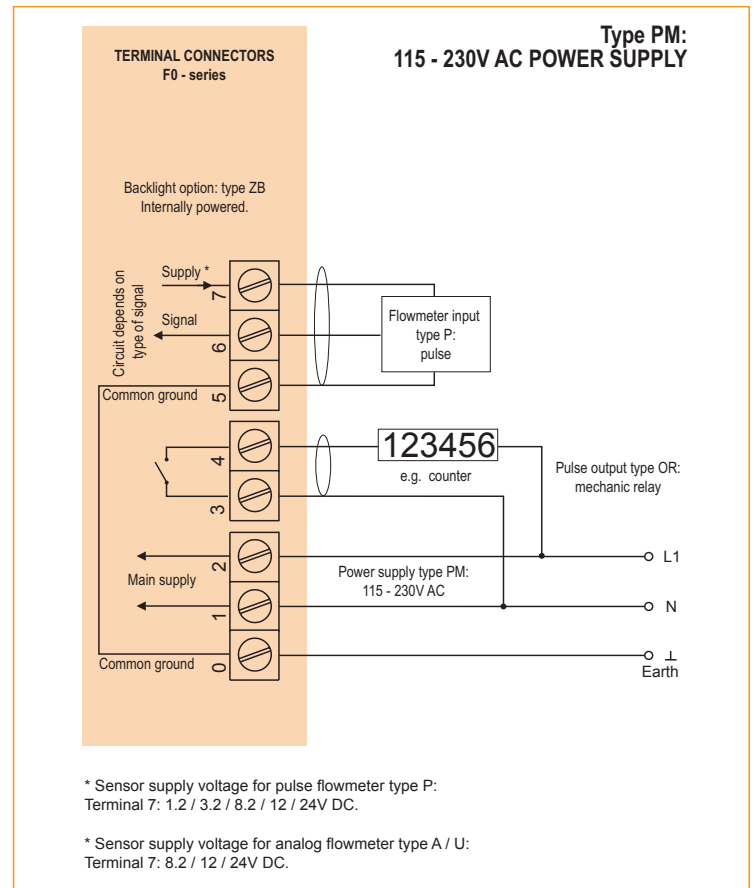 Type PM:
115 - 230V AC POWER SUPPLY
TERMINAL CONNECTORS
F0 - series
Backlight option: type ZB
Internally powered.
Circuit depends on
type of signal
Supply *
7
Signal
6
Common ground
5
Flowmeter input
type P:
pulse
4
3
123456
e.g. counter
Pulse output type OR:
mechanic relay
2
Main supply
1
Power supply type PM:
115 - 230V AC
L1
N
Common ground
0
Earth
* Sensor supply voltage for pulse flowmeter type P:
Terminal 7: 1.2 / 3.2 / 8.2 / 12 / 24V DC.
* Sensor supply voltage for analog flowmeter type A / U:
Terminal 7: 8.2 / 12 / 24V DC.